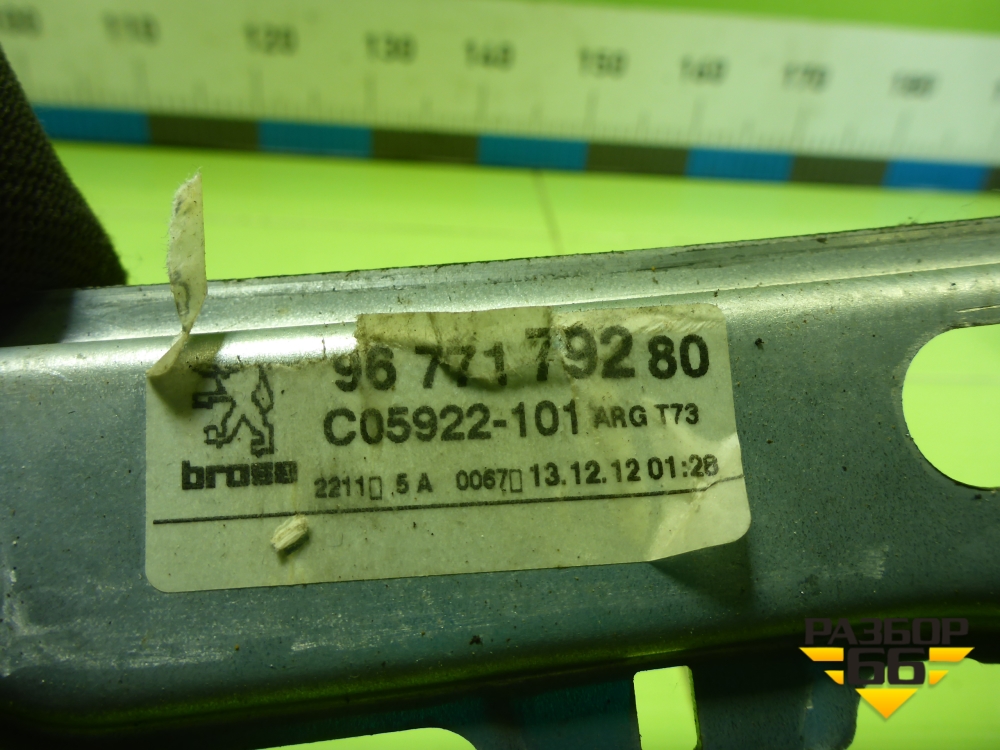 110 120 130 140 150 160 170
96 771 792 80
C05922-101 ARG T73
brose
2211▯ .5 A 0067▯ 13.12.12 01:28
РАЗБОР
66